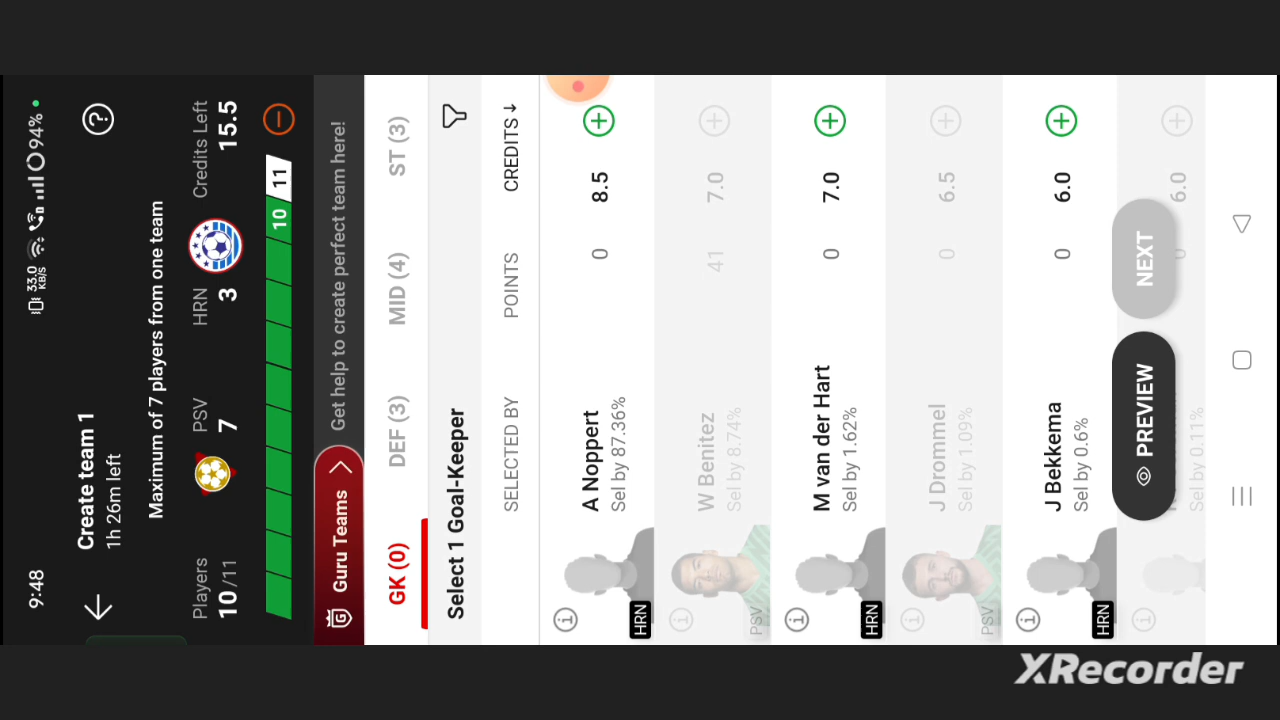 9:48
33.0
KB/S
94%
Create team 1
1h 26m left
?
Maximum of 7 players from one team
Players
10 /11
PSV
7
HRN
3
Credits Left
15.5
10 11
Guru Teams
Get help to create perfect team here!
GK (0)
DEF (3)
MID (4)
ST (3)
Select 1 Goal-Keeper
SELECTED BY
POINTS
CREDITS
HRN
A Noppert
Sel by 87.36%
0
8.5
PSV
W Benitez
Sel by 8.74%
41
7.0
HRN
M van der Hart
Sel by 1.62%
0
7.0
PSV
J Drommel
Sel by 1.09%
0
6.5
HRN
J Bekkema
Sel by 0.6%
0
6.0
0.11%
6.0
PREVIEW
NEXT
XRecorder